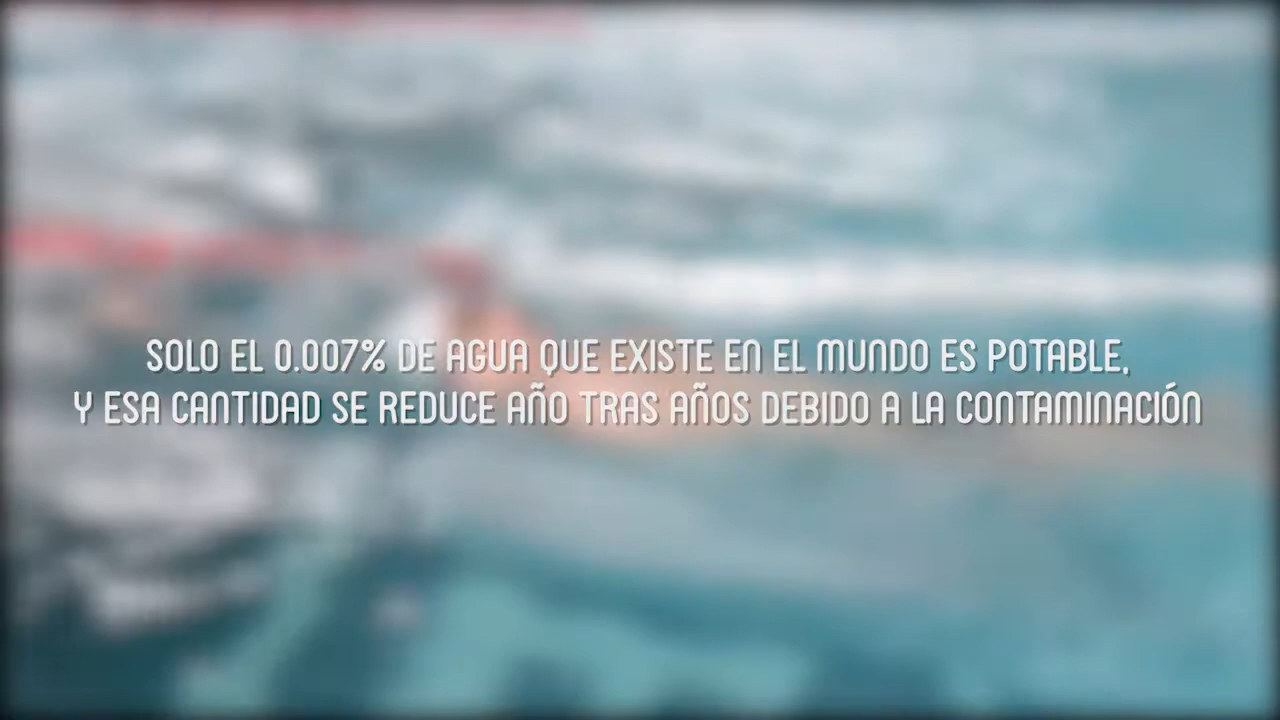 SOLO EL 0.007% DE AGUA QUE EXISTE EN EL MUNDO ES POTABLE,
Y ESA CANTIDAD SE REDUCE AÑO TRAS AÑOS DEBIDO A LA CONTAMINACIÓN